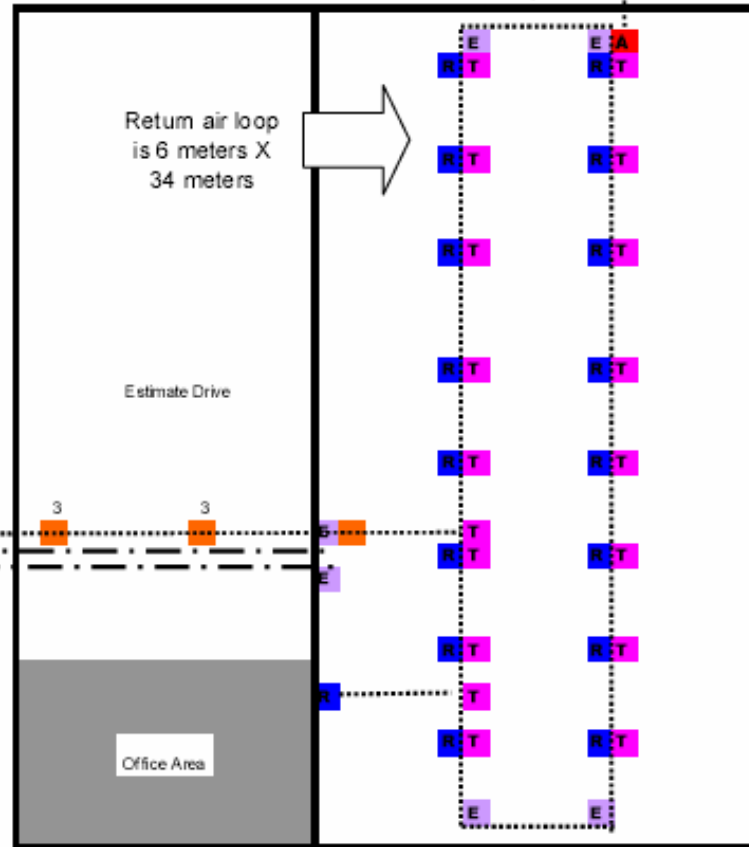 E E A
R T R T
Return air loop
is 6 meters X
34 meters
R T R T
R T R T
R T R T
Estimate Drive
R T R T
3 3
E T
R T R T
E
R T R T
R T
R T R T
Office Area
E E